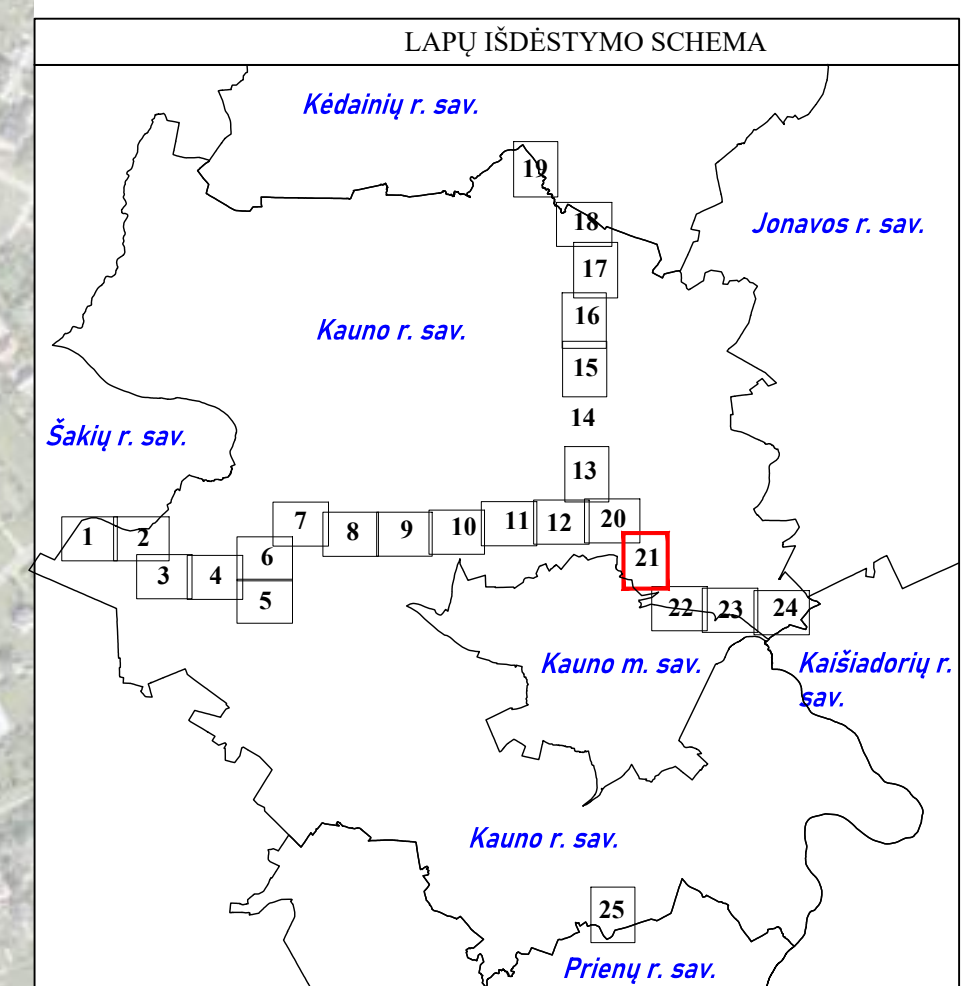 LAPŲ IŠDĖSTYMO SCHEMA
Kėdainių r. sav.
19
18
Jonavos r. sav.
17
16
Kauno r. sav.
15
14
Šakių r. sav.
13
1
2
7
8
9
10
11
12
20
6
21
3
4
5
22
23
24
Kauno m. sav.
Kaišiadorių r.
sav.
Kauno r. sav.
25
Prienų r. sav.